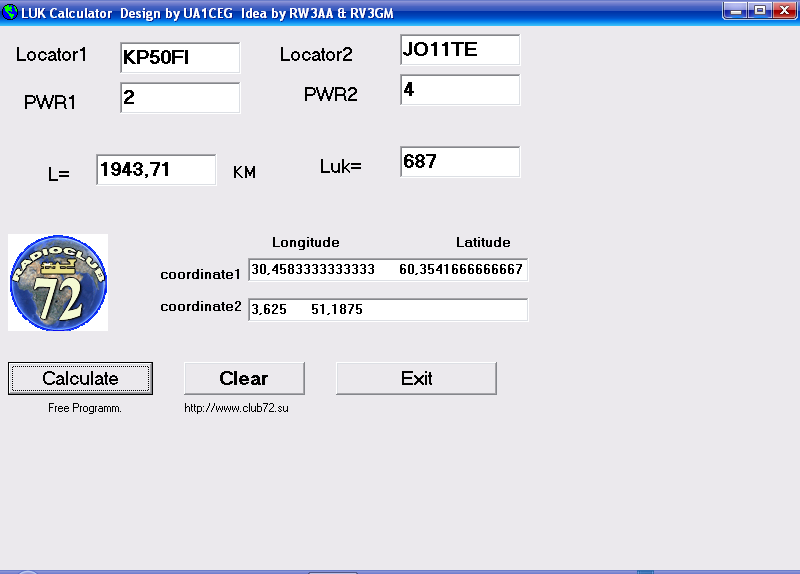 LUK Calculator Design by UA1CEG Idea by RW3AA & RV3GM
Locator1 KP50FI Locator2 JO11TE
PWR1 2 PWR2 4
L= 1943,71 KM Luk= 687
RADIOCLUB
72
Longitude Latitude
coordinate1 30,4583333333333 60,3541666666667
coordinate2 3,625 51,1875
Calculate Clear Exit
Free Programm. http://www.club72.su